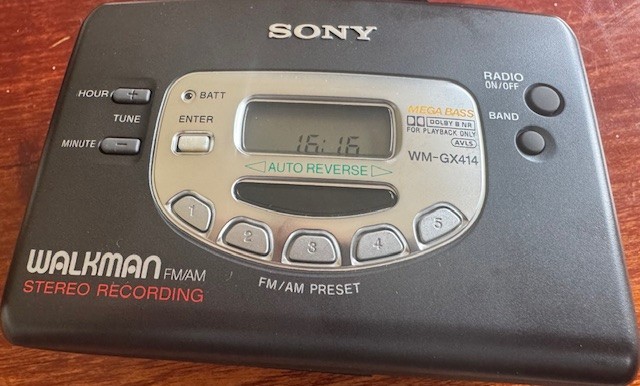 SONY
HOUR
+
TUNE
MINUTE
−
BATT
ENTER
16:16
MEGA BASS
DOLBY B NR
FOR PLAYBACK ONLY
AVLS
WM-GX414
AUTO REVERSE
RADIO
ON/OFF
BAND
1
2
3
4
5
FM/AM PRESET
WALKMAN FM/AM
STEREO RECORDING